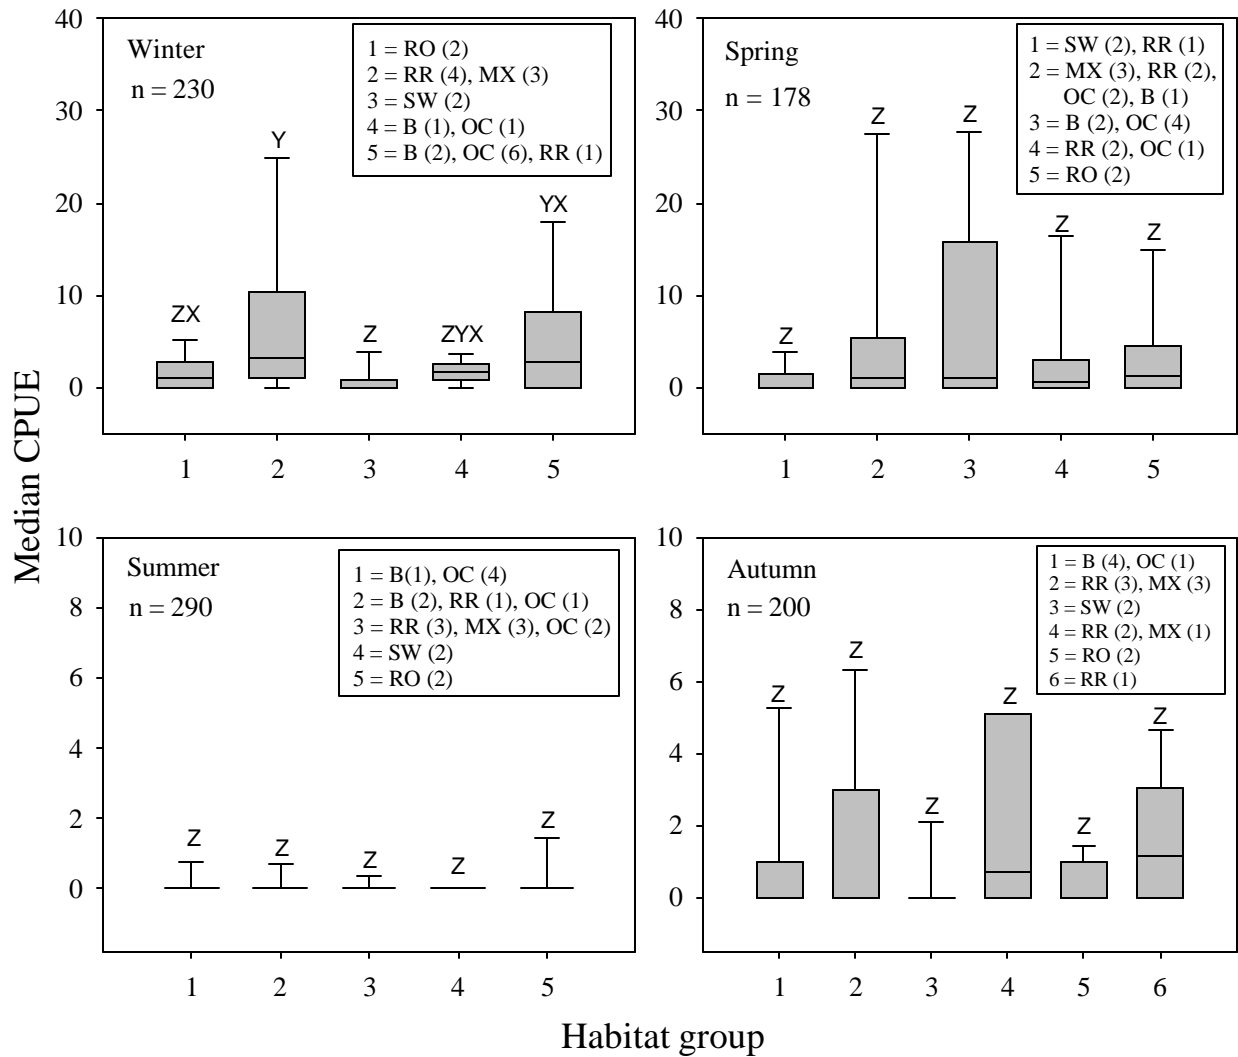 Median CPUE
40
30
20
10
0
Winter
n = 230
1 = RO (2)
2 = RR (4), MX (3)
3 = SW (2)
4 = B (1), OC (1)
5 = B (2), OC (6), RR (1)
ZX
Y
Z
ZYX
YX
1 2 3 4 5
40
30
20
10
0
Spring
n = 178
1 = SW (2), RR (1)
2 = MX (3), RR (2),
OC (2), B (1)
3 = B (2), OC (4)
4 = RR (2), OC (1)
5 = RO (2)
Z
Z
Z
Z
Z
1 2 3 4 5
10
8
6
4
2
0
Summer
n = 290
1 = B(1), OC (4)
2 = B (2), RR (1), OC (1)
3 = RR (3), MX (3), OC (2)
4 = SW (2)
5 = RO (2)
Z
Z
Z
Z
Z
1 2 3 4 5
10
8
6
4
2
0
Autumn
n = 200
1 = B (4), OC (1)
2 = RR (3), MX (3)
3 = SW (2)
4 = RR (2), MX (1)
5 = RO (2)
6 = RR (1)
Z
Z
Z
Z
Z
Z
1 2 3 4 5 6
Habitat group